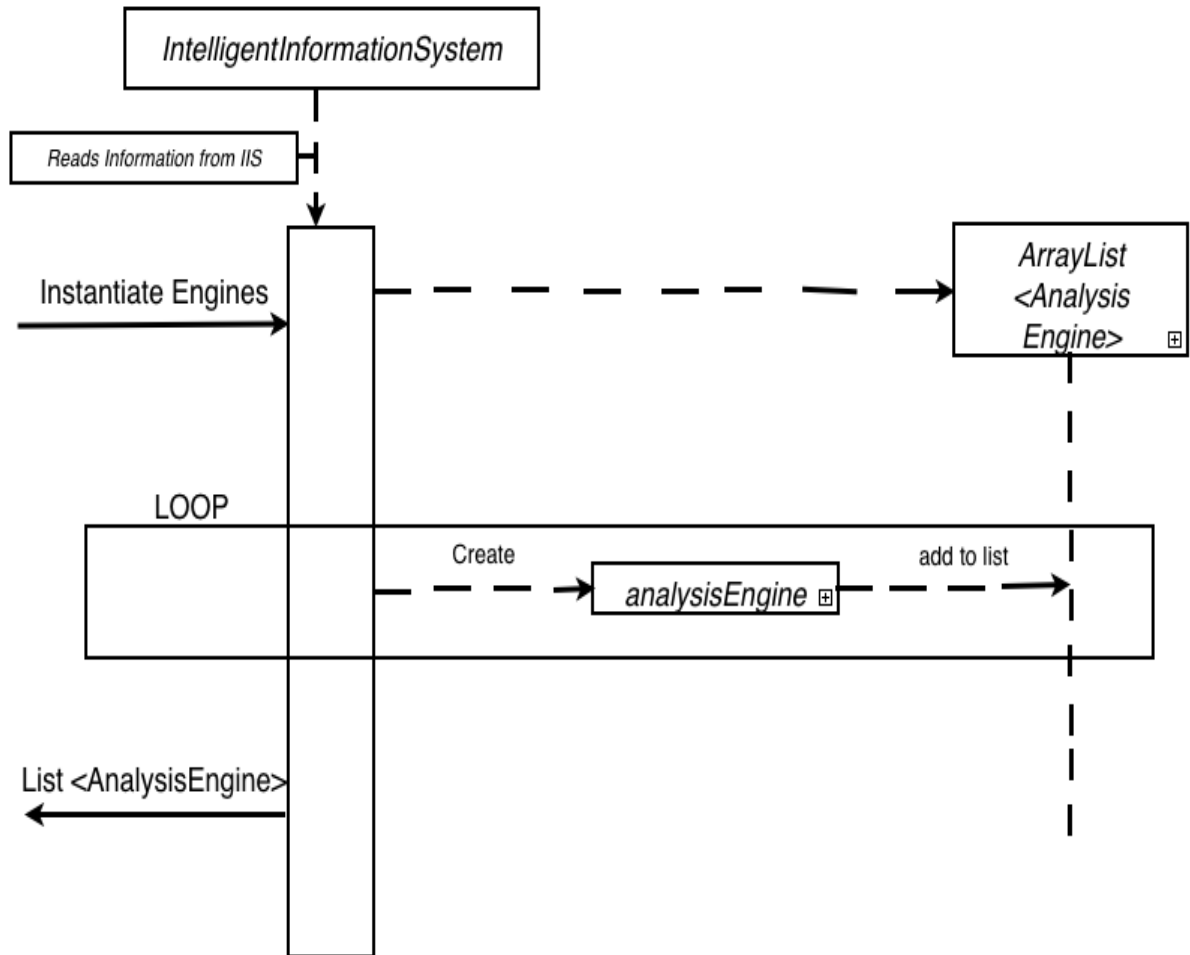 IntelligentInformationSystem
Reads Information from IIS
Instantiate Engines
ArrayList
<Analysis
Engine>
LOOP
Create
analysisEngine
add to list
List <AnalysisEngine>